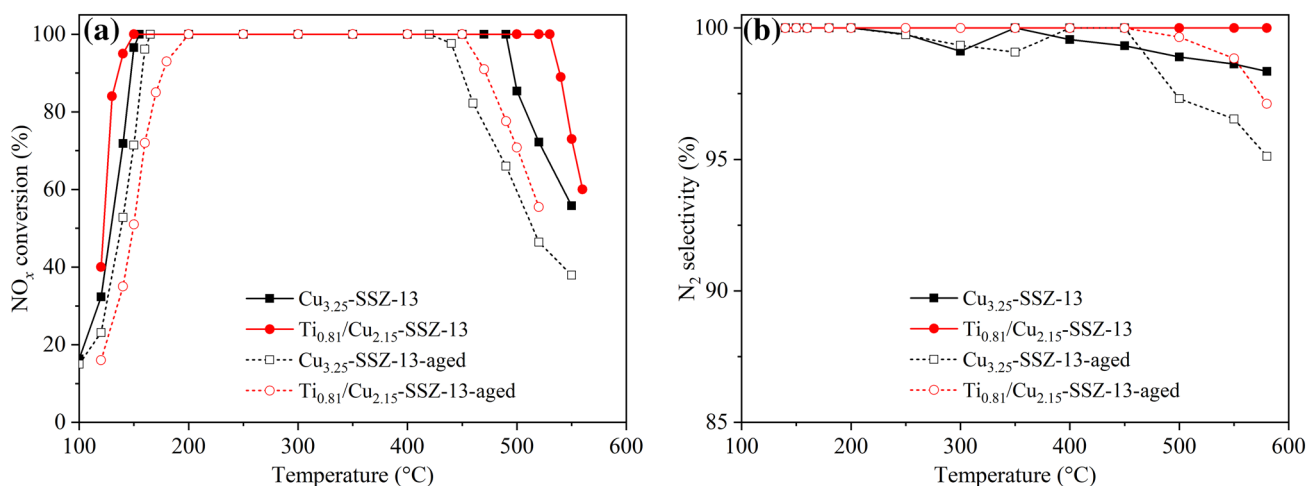 (a)
100
80
60
40
20
0
NOx conversion (%)
Cu3.25-SSZ-13
Ti0.81/Cu2.15-SSZ-13
Cu3.25-SSZ-13-aged
Ti0.81/Cu2.15-SSZ-13-aged
100 200 300 400 500 600
Temperature (°C)
(b)
100
95
90
85
N2 selectivity (%)
Cu3.25-SSZ-13
Ti0.81/Cu2.15-SSZ-13
Cu3.25-SSZ-13-aged
Ti0.81/Cu2.15-SSZ-13-aged
100 200 300 400 500 600
Temperature (°C)